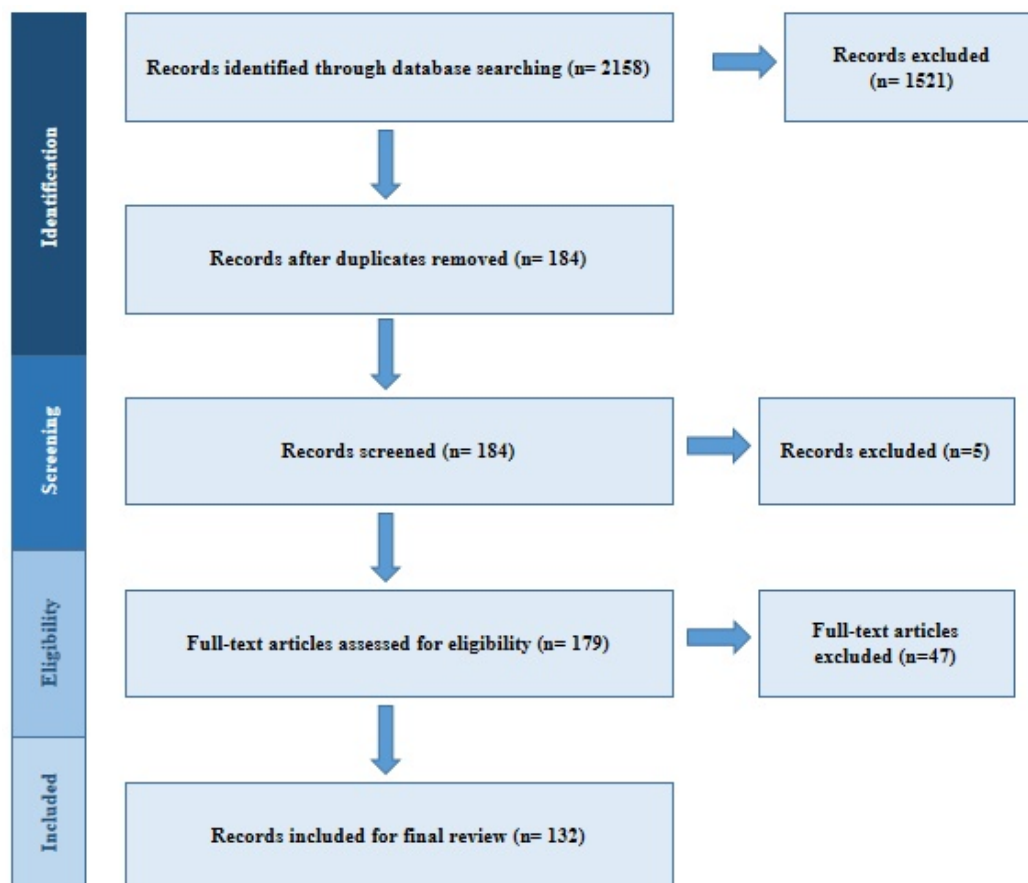 Identification
Records identified through database searching (n= 2158)
Records excluded
(n= 1521)
Records after duplicates removed (n= 184)
Screening
Records screened (n= 184)
Records excluded (n=5)
Eligibility
Full-text articles assessed for eligibility (n= 179)
Full-text articles
excluded (n=47)
Included
Records included for final review (n= 132)